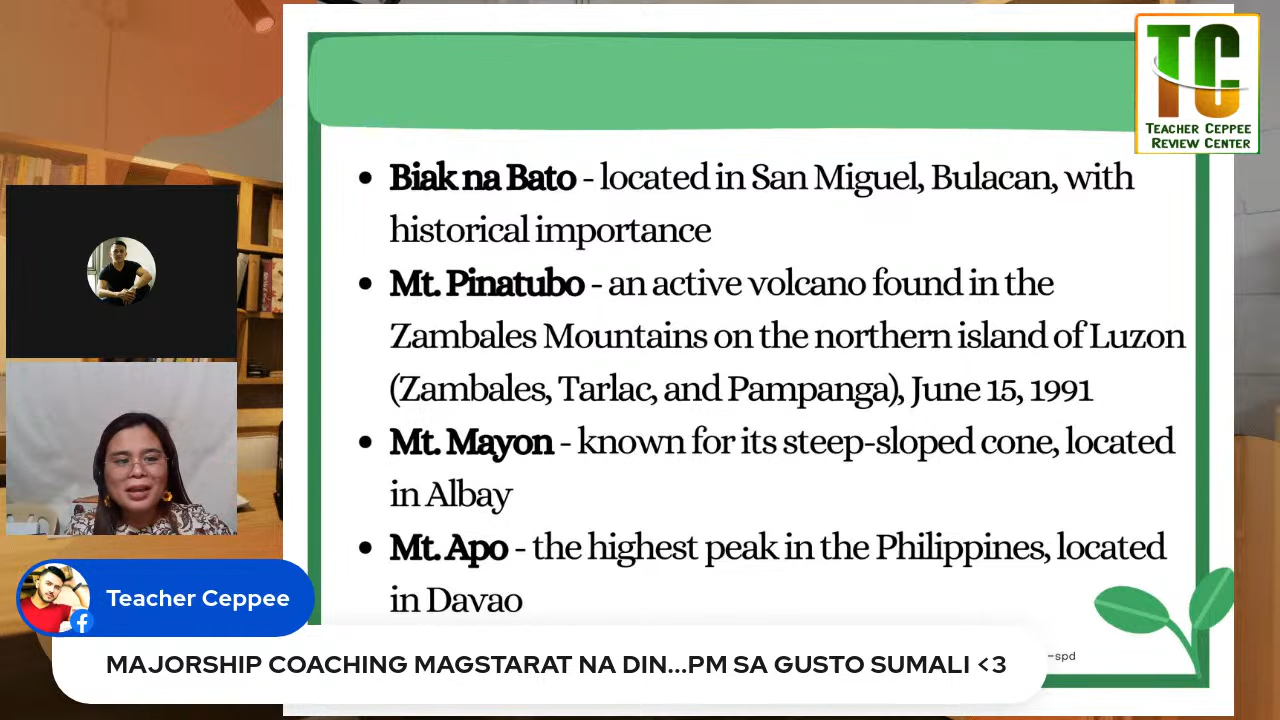 TC
TEACHER CEPPEE
REVIEW CENTER
• Biak na Bato - located in San Miguel, Bulacan, with
historical importance
• Mt. Pinatubo - an active volcano found in the
Zambales Mountains on the northern island of Luzon
(Zambales, Tarlac, and Pampanga), June 15, 1991
• Mt. Mayon - known for its steep-sloped cone, located
in Albay
• Mt. Apo - the highest peak in the Philippines, located
in Davao
-spd
Teacher Ceppee
MAJORSHIP COACHING MAGSTARAT NA DIN...PM SA GUSTO SUMALI <3